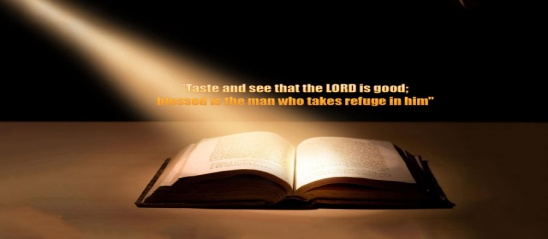 Taste and see that the LORD is good;
blessed is the man who takes refuge in him"